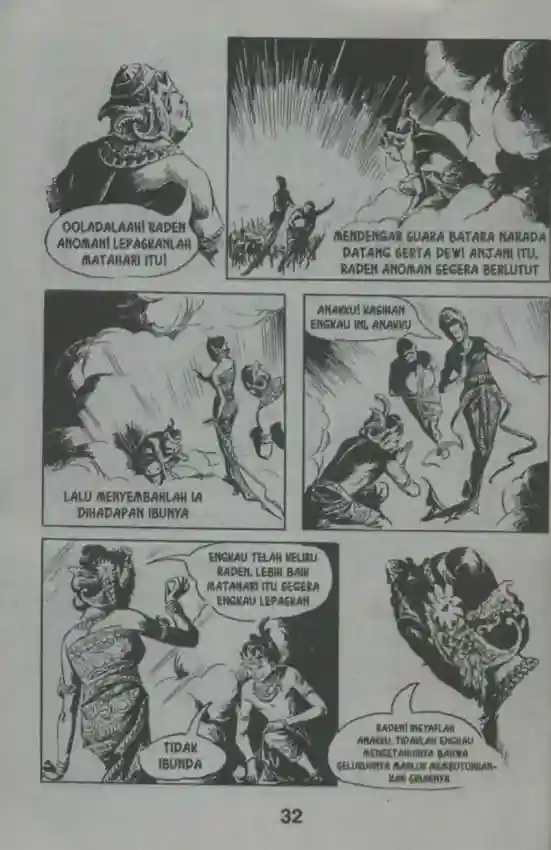 OOLADALAAH! RADEN
ANOMAN! LEPASKANLAH
MATAHARI ITU!
MENDENGAR SUARA BATARA NARADA
DATANG SERTA DEWI ANJANI ITU,
RADEN ANOMAN SEGERA BERLUTUT
LALU MENYEMBAHLAH IA
DIHADAPAN IBUNYA
ANAKKU! KASIHAN
ENGKAU INI, ANAKKU
ENGKAU TELAH KELIRU
RADEN, LEBIH BAIK
MATAHARI ITU SEGERA
ENGKAU LEPASKAN
TIDAK
IBUNDA
RADEN!
ANAKKU, TIDAKLAH ENGKAU
MENGETAHUINYA BAHWA
SELURUHNYA MAHLUK MEMBUTUHKAN-
KAN SINARNYA
32